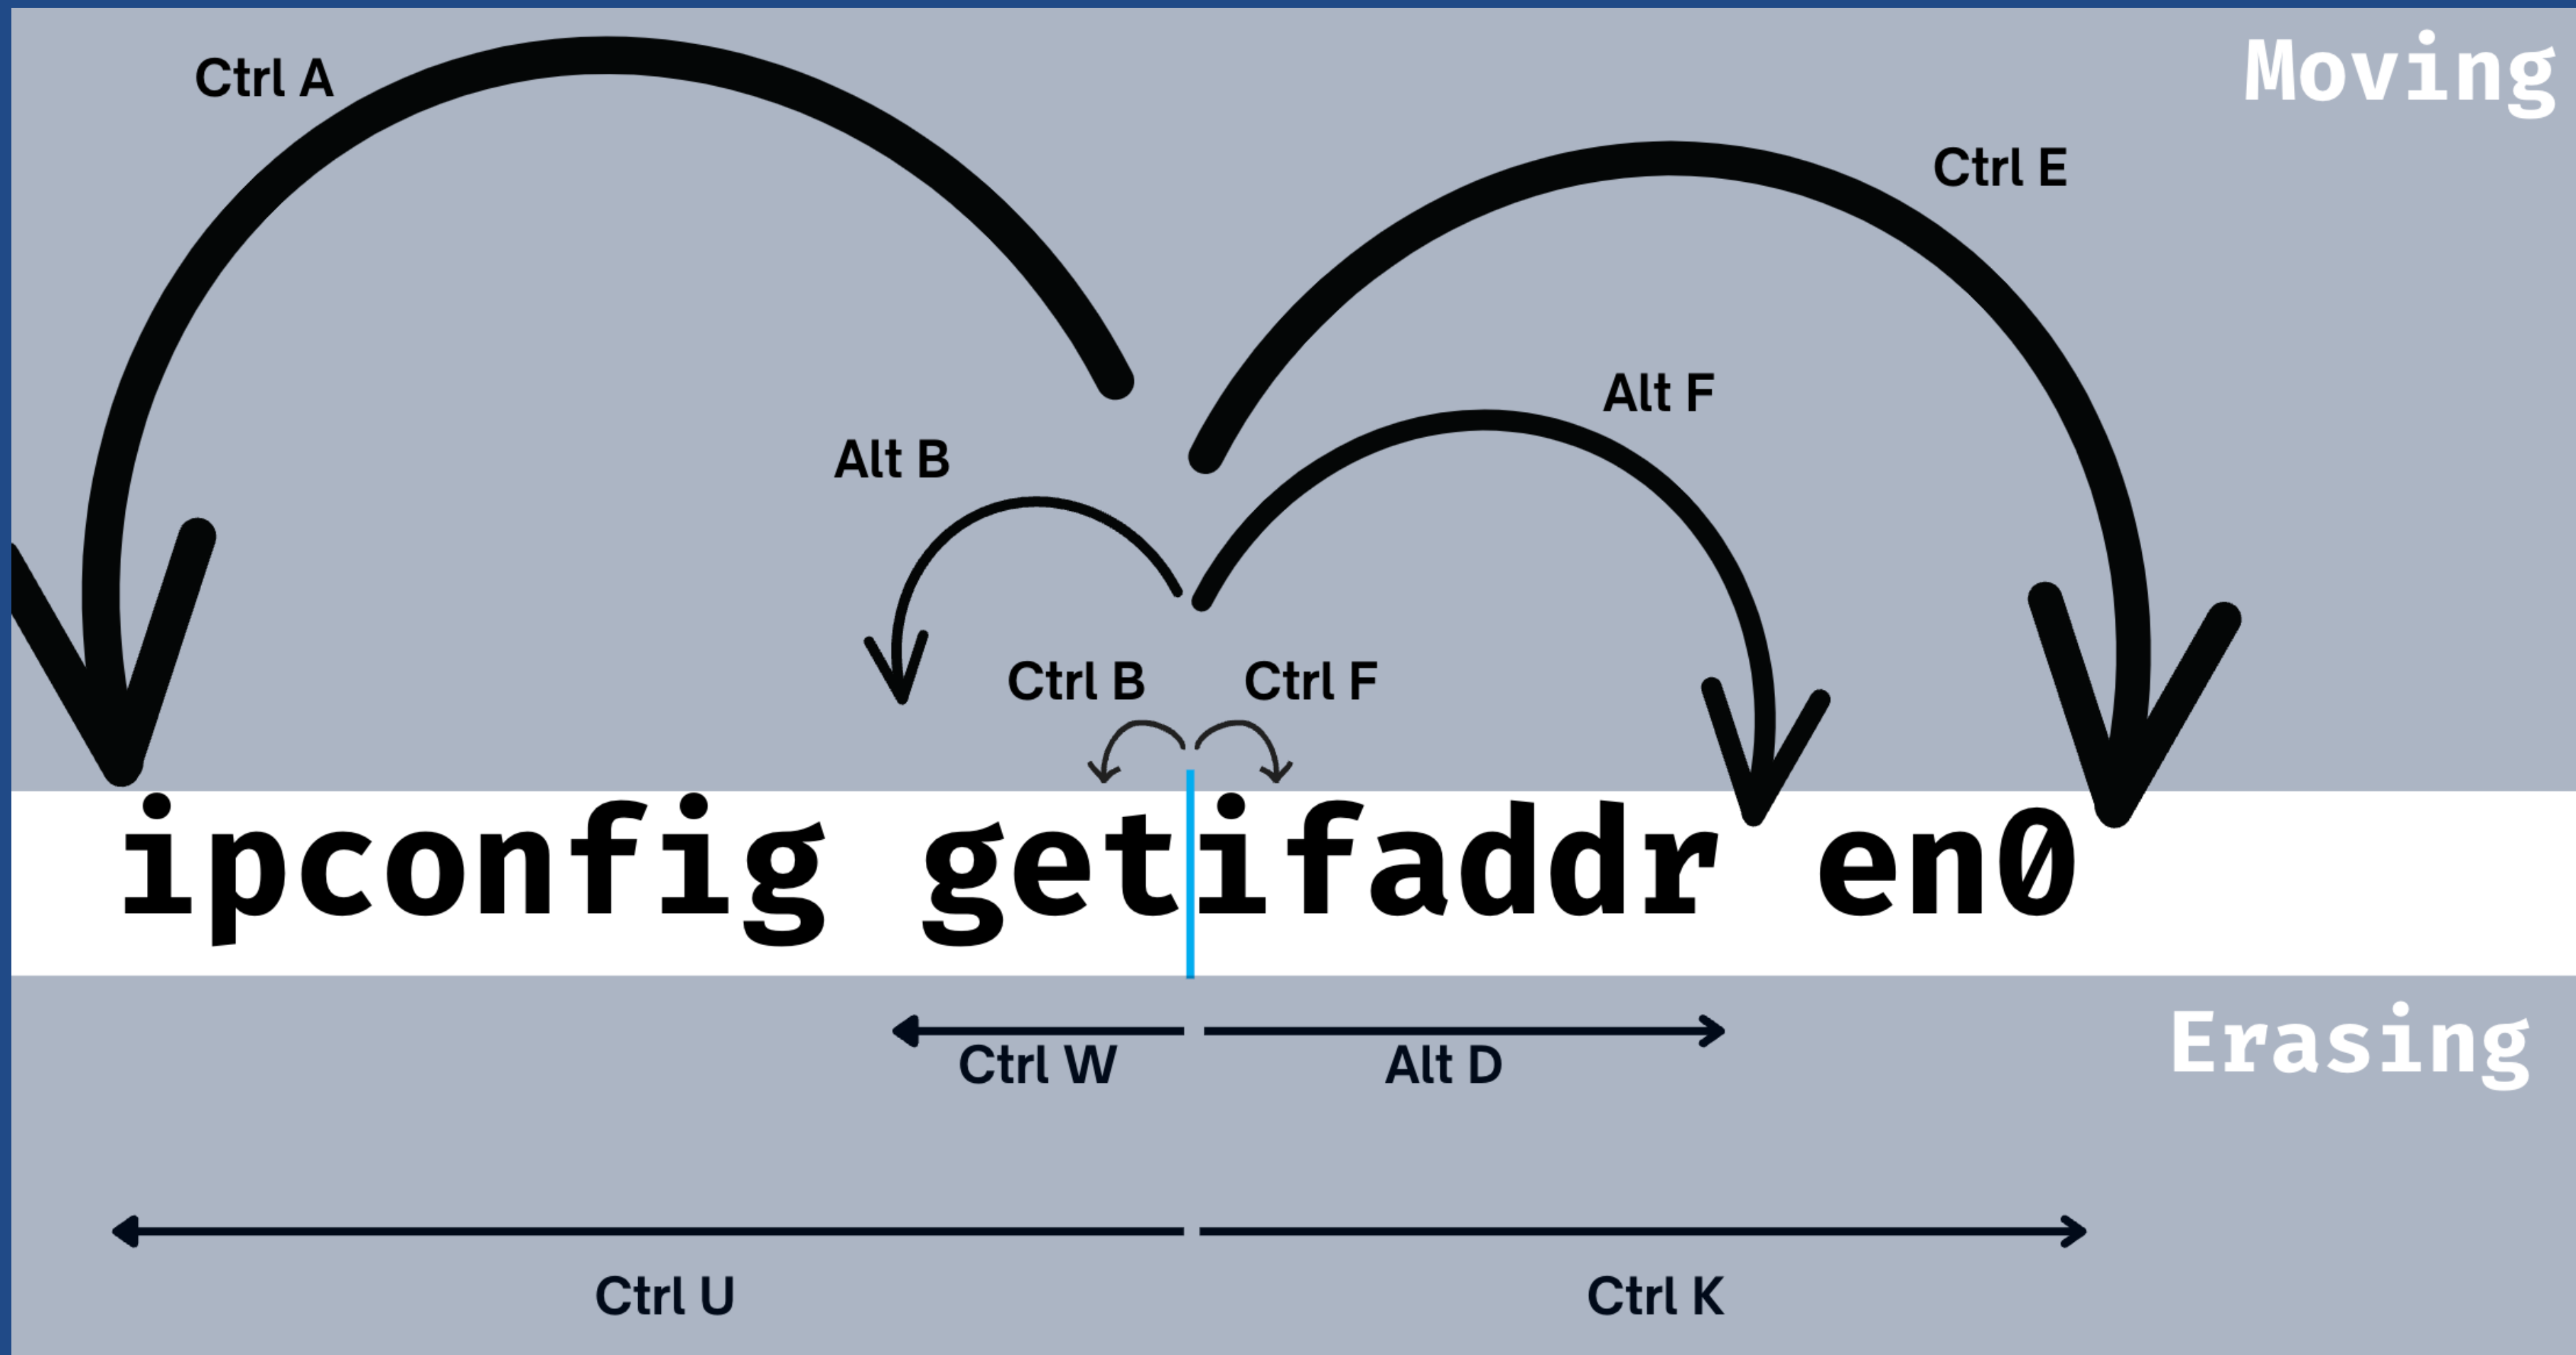 Moving
Ctrl A
Ctrl E
Alt F
Alt B
Ctrl B
Ctrl F
ipconfig getifaddr en0
Erasing
Ctrl W
Alt D
Ctrl U
Ctrl K